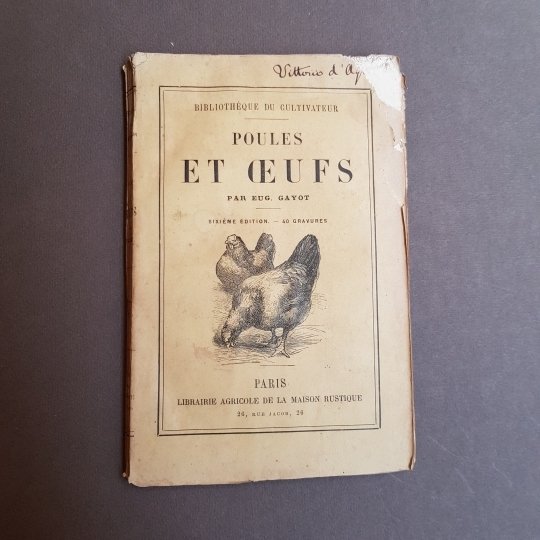 Vittorio d'
BIBLIOTHÈQUE DU CULTIVATEUR
POULES
ET ŒUFS
PAR EUG. GAYOT
SIXIÈME ÉDITION. — 40 GRAVURES
PARIS
LIBRAIRIE AGRICOLE DE LA MAISON RUSTIQUE
26, RUE JACOB, 26